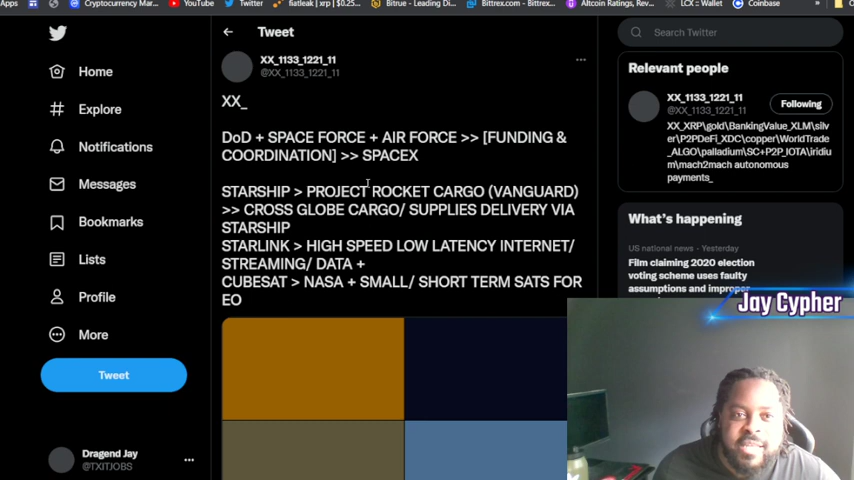 Apps
Cryptocurrency Mar...
YouTube
Twitter
fiatleak | xrp | $0.25...
Bitrue - Leading Di...
Bittrex.com - Bittrex...
Altcoin Ratings, Rev...
LCX :: Wallet
Coinbase
»
Tweet
Search Twitter
Home
Explore
Notifications
Messages
Bookmarks
Lists
Profile
More
Tweet
Dragend Jay
@TXITJOBS
XX_1133_1221_11
@XX_1133_1221_11
XX_
DoD + SPACE FORCE + AIR FORCE >> [FUNDING &
COORDINATION] >> SPACEX
STARSHIP > PROJECT ROCKET CARGO (VANGUARD)
>> CROSS GLOBE CARGO/ SUPPLIES DELIVERY VIA
STARSHIP
STARLINK > HIGH SPEED LOW LATENCY INTERNET/
STREAMING/ DATA +
CUBESAT > NASA + SMALL/ SHORT TERM SATS FOR
EO
Relevant people
XX_1133_1221_11
@XX_1133_1221_11
Following
XX_XRP\gold\BankingValue_XLM\silv
er\P2PDeFi_XDC\copper\WorldTrade
_ALGO\palladium\SC+P2P_IOTA\iridiu
m\mach2mach autonomous
payments_
What's happening
US national news · Yesterday
Film claiming 2020 election
voting scheme uses faulty
assumptions and improper
Jay Cypher